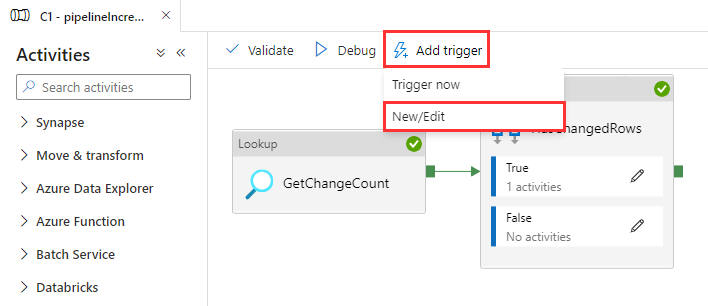 C1 - pipelineIncre...
Activities
Validate
Debug
Add trigger
Search activities
Trigger now
New/Edit
Synapse
Move & transform
Azure Data Explorer
Azure Function
Batch Service
Databricks
Lookup
GetChangeCount
ChangedRows
True
1 activities
False
No activities